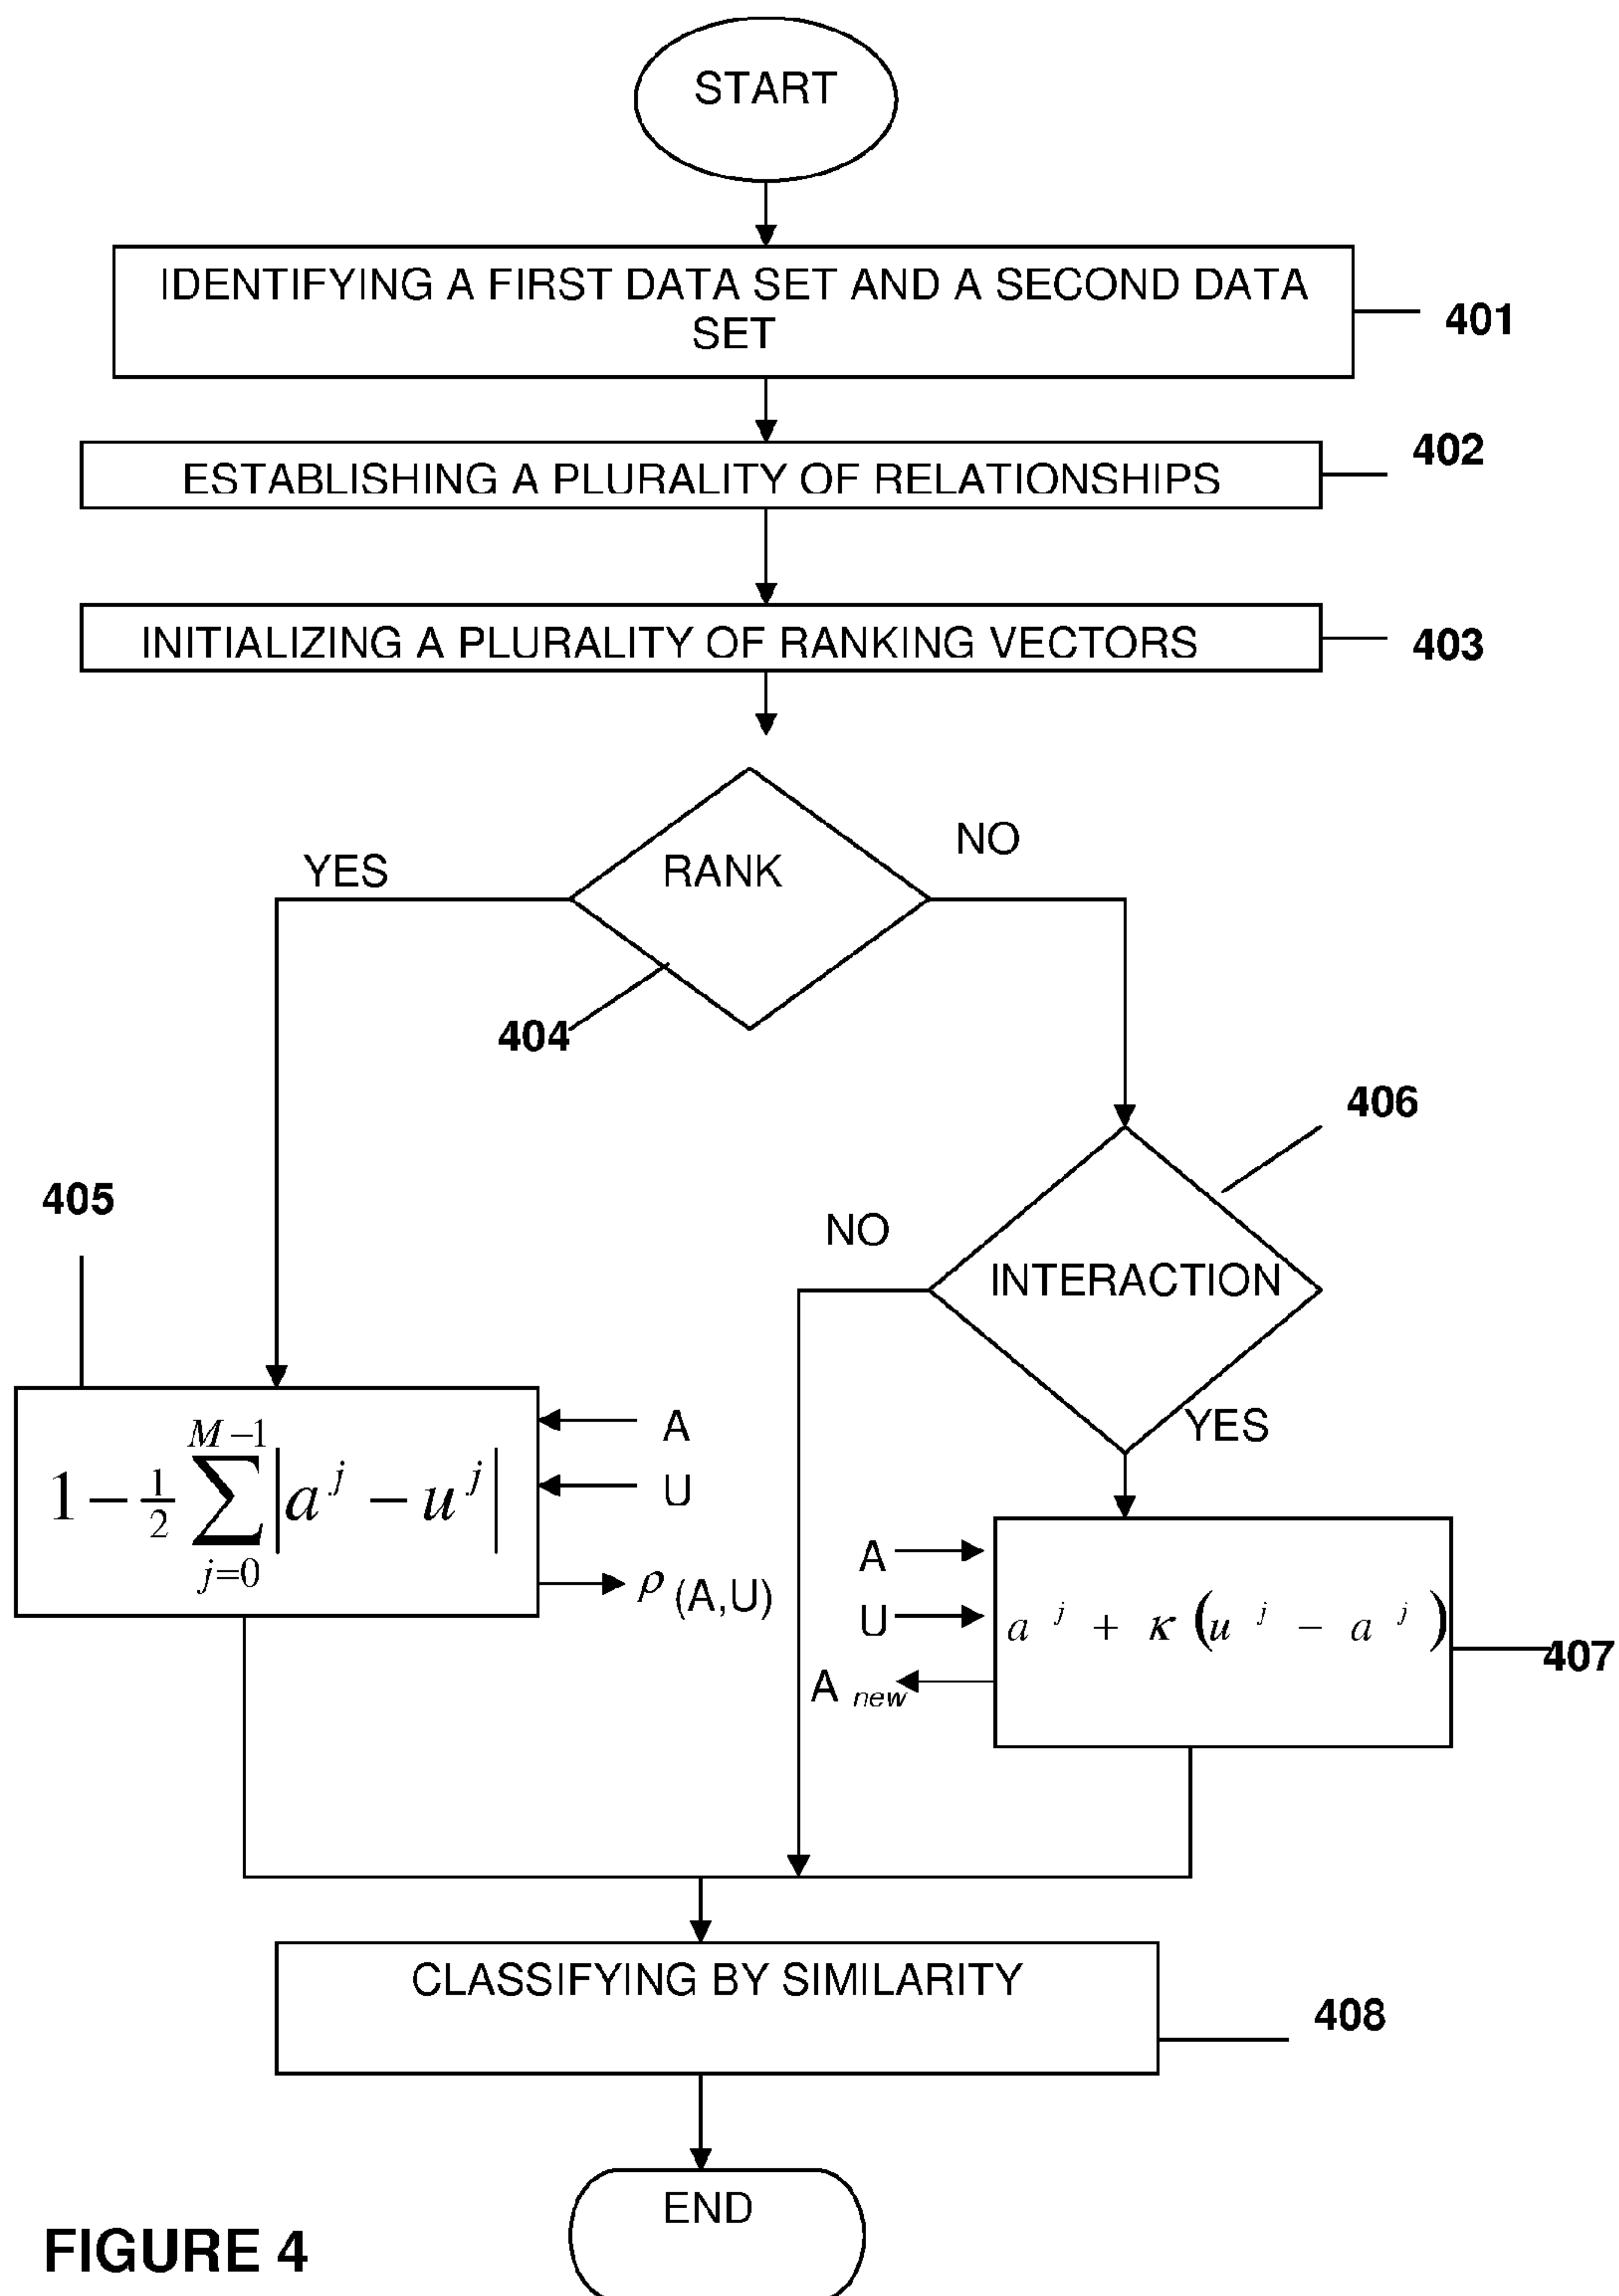 START
IDENTIFYING A FIRST DATA SET AND A SECOND DATA
SET
401
ESTABLISHING A PLURALITY OF RELATIONSHIPS
402
INITIALIZING A PLURALITY OF RANKING VECTORS
403
YES
RANK
NO
404
406
405
NO
INTERACTION
YES
1 − 1/2 ∑_{j=0}^{M−1} |a^j − u^j|
A
U
ρ (A,U)
A
U
A new
a^j + κ (u^j − a^j)
407
CLASSIFYING BY SIMILARITY
408
END
FIGURE 4